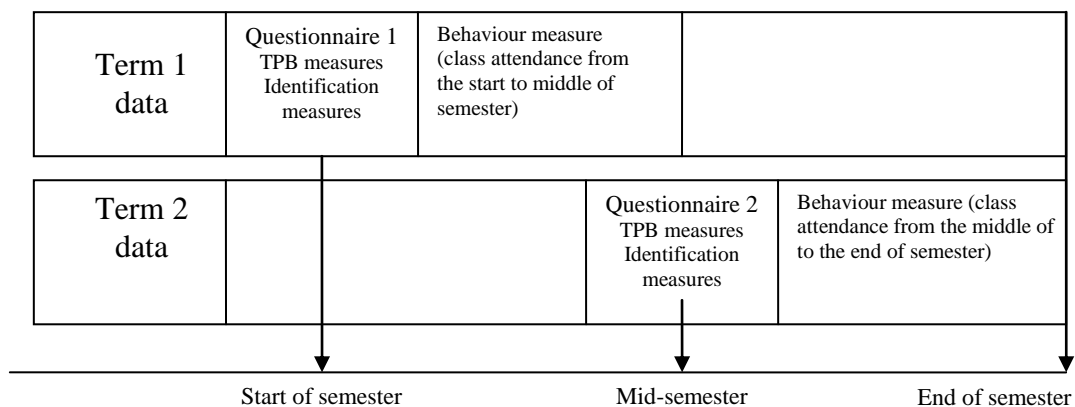 Term 1
data
Questionnaire 1
TPB measures
Identification
measures
Behaviour measure
(class attendance from
the start to middle of
semester)
Term 2
data
Questionnaire 2
TPB measures
Identification
measures
Behaviour measure (class
attendance from the middle of
to the end of semester)
Start of semester
Mid-semester
End of semester